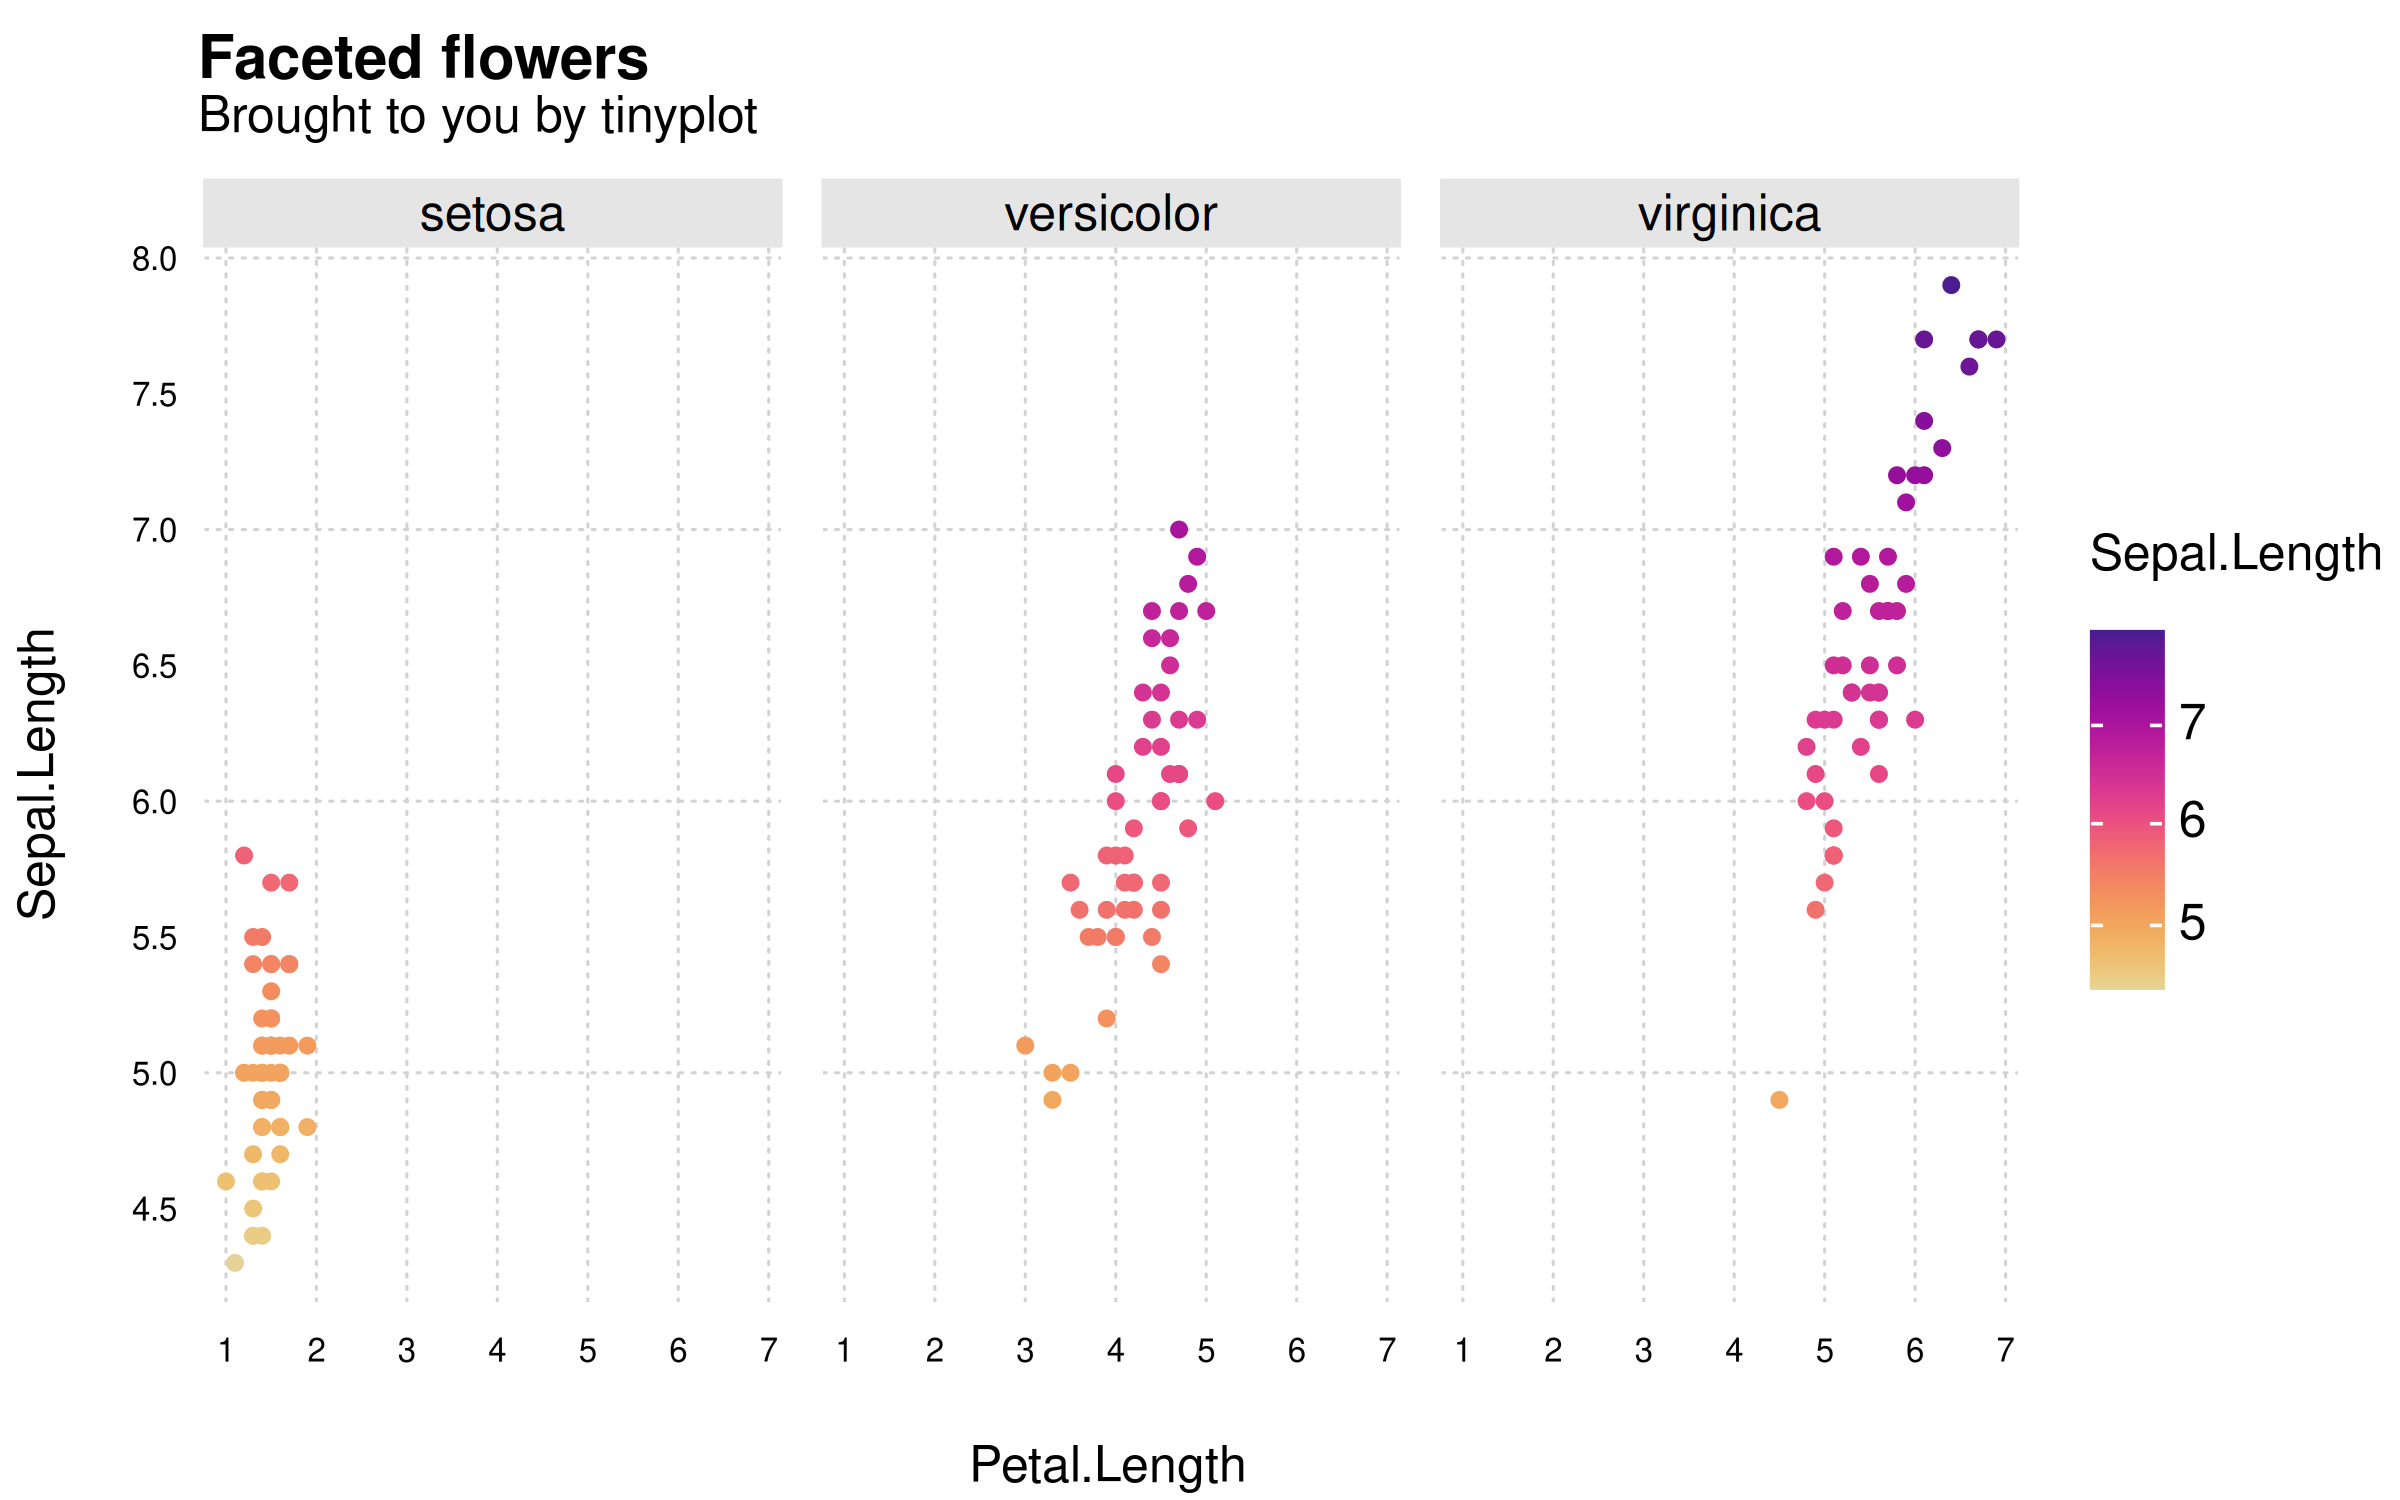 Faceted flowers
Brought to you by tinyplot
setosa
versicolor
virginica
8.0
7.5
7.0
6.5
6.0
5.5
5.0
4.5
Sepal.Length
1 2 3 4 5 6 7
1 2 3 4 5 6 7
1 2 3 4 5 6 7
Petal.Length
Sepal.Length
7
6
5